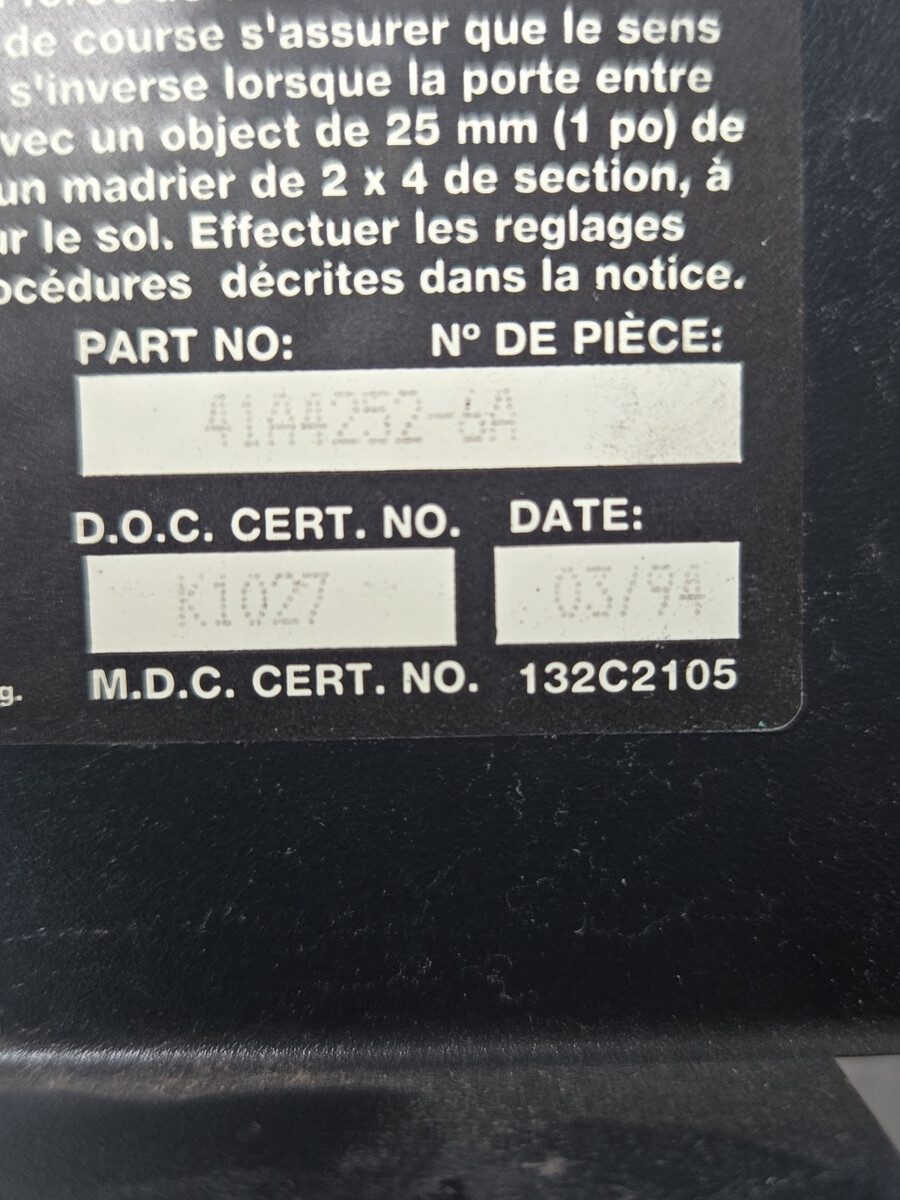 de course s'assurer que le sens
s'inverse lorsque la porte entre
vec un object de 25 mm (1 po) de
un madrier de 2 x 4 de section, à
ur le sol. Effectuer les reglages
océdures décrites dans la notice.
PART NO: Nº DE PIÈCE:
41A4252-6A
D.O.C. CERT. NO. DATE:
K1027 03/94
g. M.D.C. CERT. NO. 132C2105